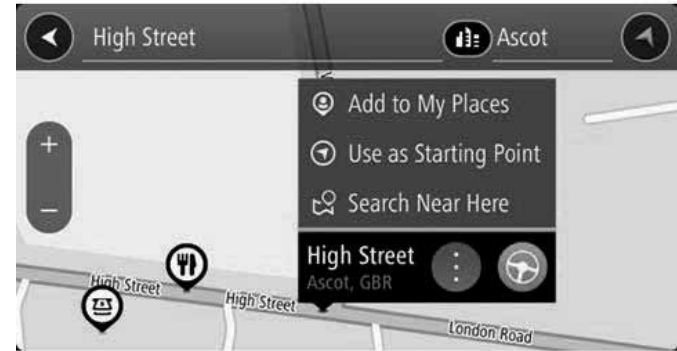 High Street
Ascot
Add to My Places
Use as Starting Point
Search Near Here
High Street
Ascot, GBR
High Street
High Street
London Road